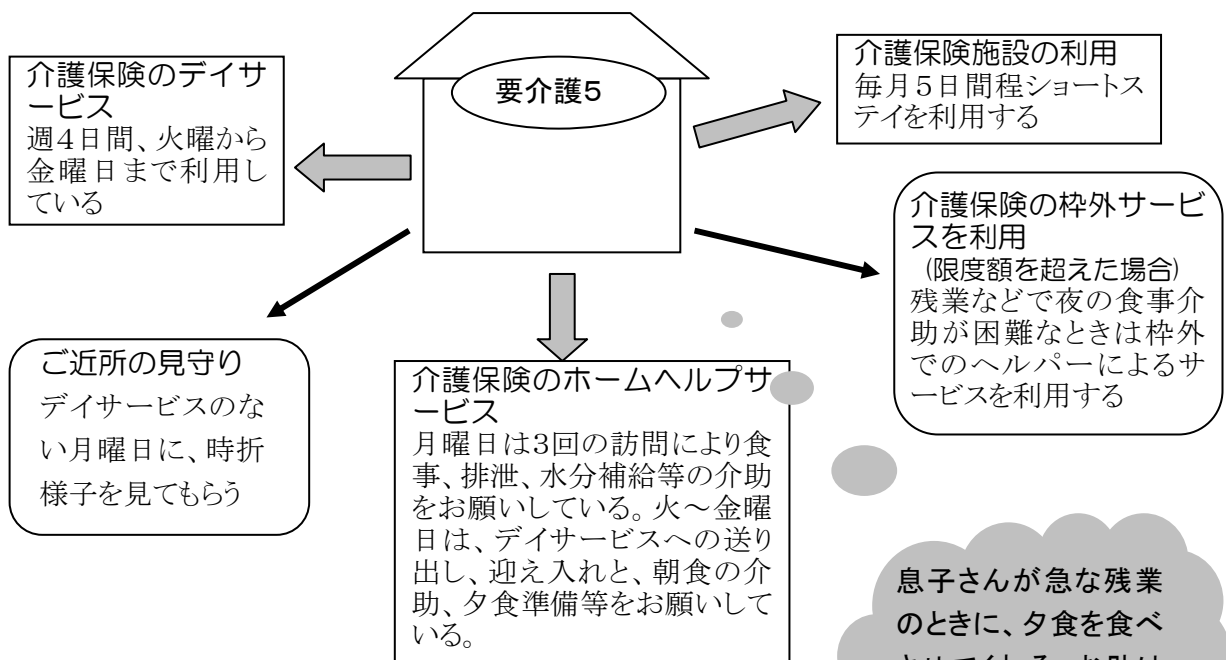 要介護5
介護保険のデイサ
ービス
週4日間、火曜から
金曜日まで利用し
ている
介護保険施設の利用
毎月5日間程ショートス
テイを利用する
介護保険の枠外サービ
スを利用
(限度額を超えた場合)
残業などで夜の食事介
助が困難なときは枠外
でのヘルパーによるサ
ービスを利用する
ご近所の見守り
デイサービスのな
い月曜日に、時折
様子を見てもらう
介護保険のホームヘルプサ
ービス
月曜日は3回の訪問により食
事、排泄、水分補給等の介助
をお願いしている。火～金曜
日は、デイサービスへの送り
出し、迎え入れと、朝食の介
助、夕食準備等をお願いして
いる。
息子さんが急な残業
のときに、夕食を食べ